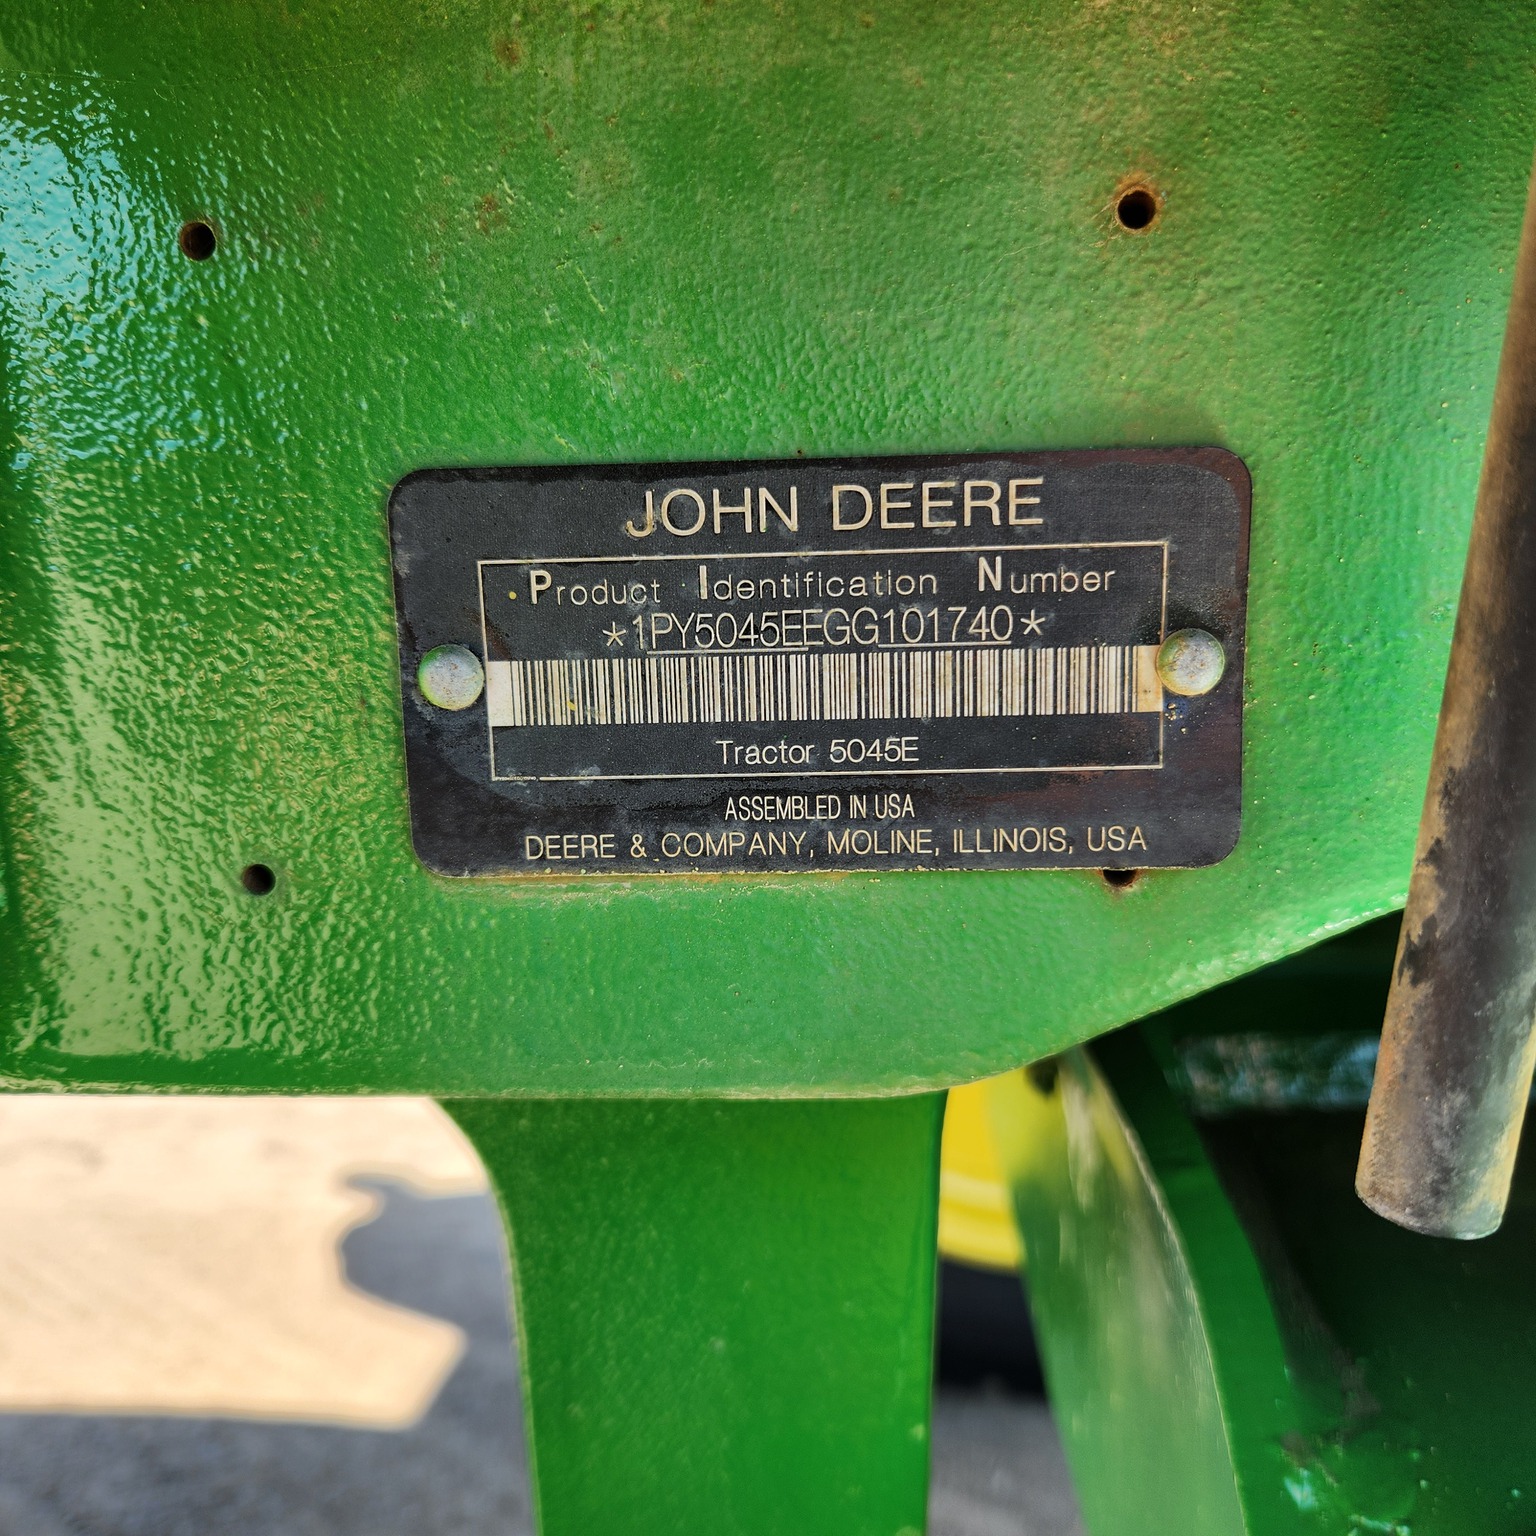 JOHN DEERE
Product Identification Number
*1PY5045EEGG101740*
Tractor 5045E
ASSEMBLED IN USA
DEERE & COMPANY, MOLINE, ILLINOIS, USA